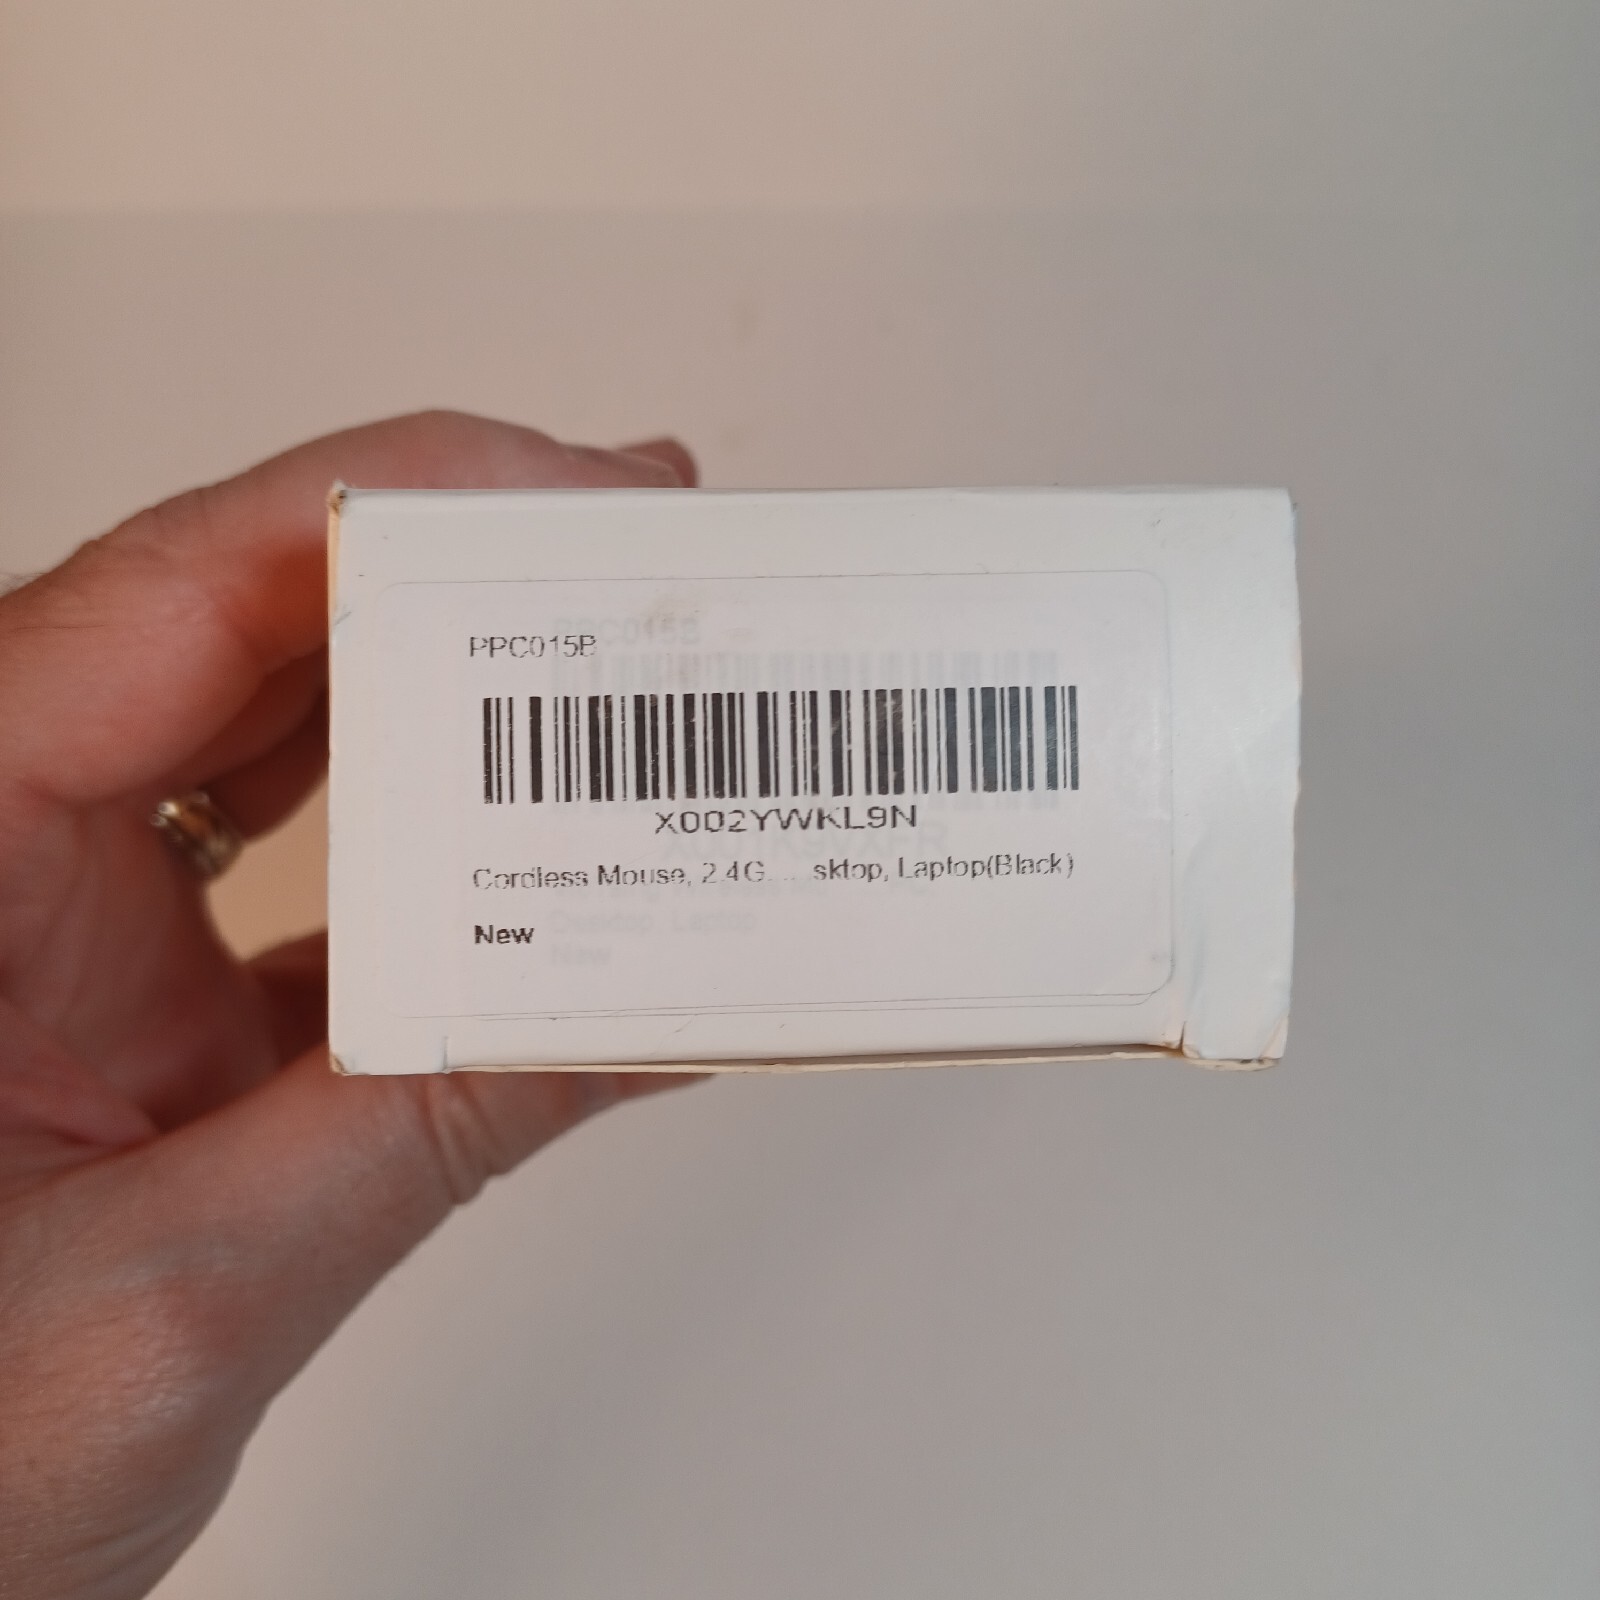 PPC015B
X002YWKL9N
Cordless Mouse, 2.4G... sktop, Laptop(Black)
New